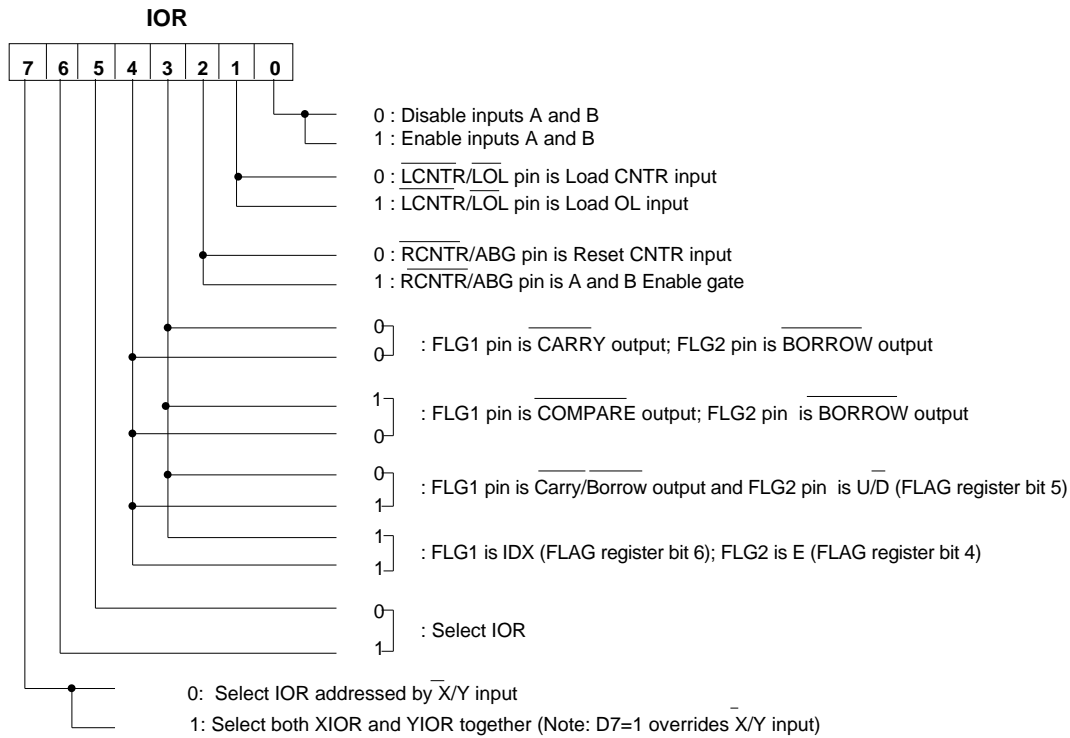 IOR
7 6 5 4 3 2 1 0
0 : Disable inputs A and B
1 : Enable inputs A and B
0 : LCNTR/LOL pin is Load CNTR input
1 : LCNTR/LOL pin is Load OL input
0 : RCNTR/ABG pin is Reset CNTR input
1 : RCNTR/ABG pin is A and B Enable gate
0
0
: FLG1 pin is CARRY output; FLG2 pin is BORROW output
1
0
: FLG1 pin is COMPARE output; FLG2 pin is BORROW output
0
1
: FLG1 pin is Carry/Borrow output and FLG2 pin is U/D (FLAG register bit 5)
1
1
: FLG1 is IDX (FLAG register bit 6); FLG2 is E (FLAG register bit 4)
0
1
: Select IOR
0: Select IOR addressed by X/Y input
1: Select both XIOR and YIOR together (Note: D7=1 overrides X/Y input)